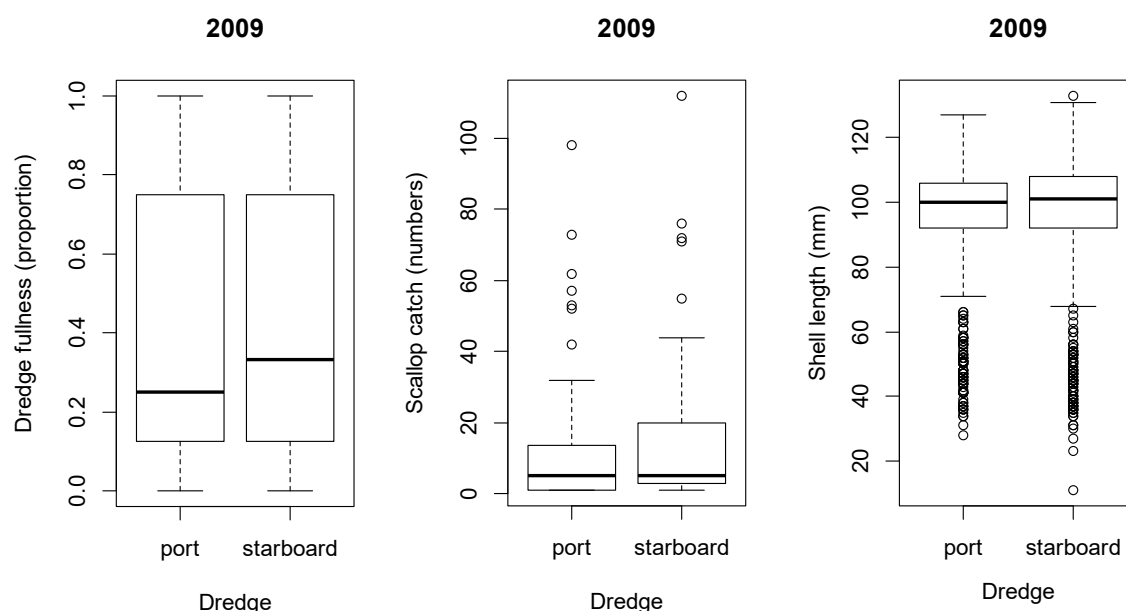 2009
Dredge fullness (proportion)
1.0
0.8
0.6
0.4
0.2
0.0
port starboard
Dredge
2009
Scallop catch (numbers)
100
80
60
40
20
0
port starboard
Dredge
2009
Shell length (mm)
120
100
80
60
40
20
port starboard
Dredge